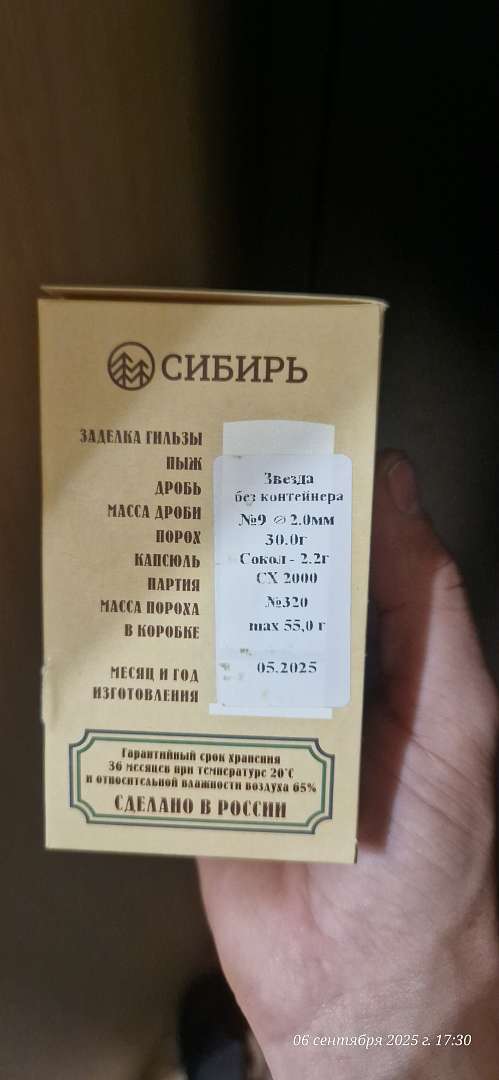 СИБИРЬ
ЗАДЕЛКА ГИЛЬЗЫ Звезда
ПЫЖ без контейнера
ДРОБЬ №9 ⌀ 2.0мм
МАССА ДРОБИ 30.0г
ПОРОХ Сокол - 2.2г
КАПСЮЛЬ СХ 2000
ПАРТИЯ №320
МАССА ПОРОХА
В КОРОБКЕ max 55,0 г
МЕСЯЦ И ГОД
ИЗГОТОВЛЕНИЯ 05.2025
Гарантийный срок хранения
36 месяцев при температуре 20°С
и относительной влажности воздуха 65%
СДЕЛАНО В РОССИИ
06 сентября 2025 г. 17:30